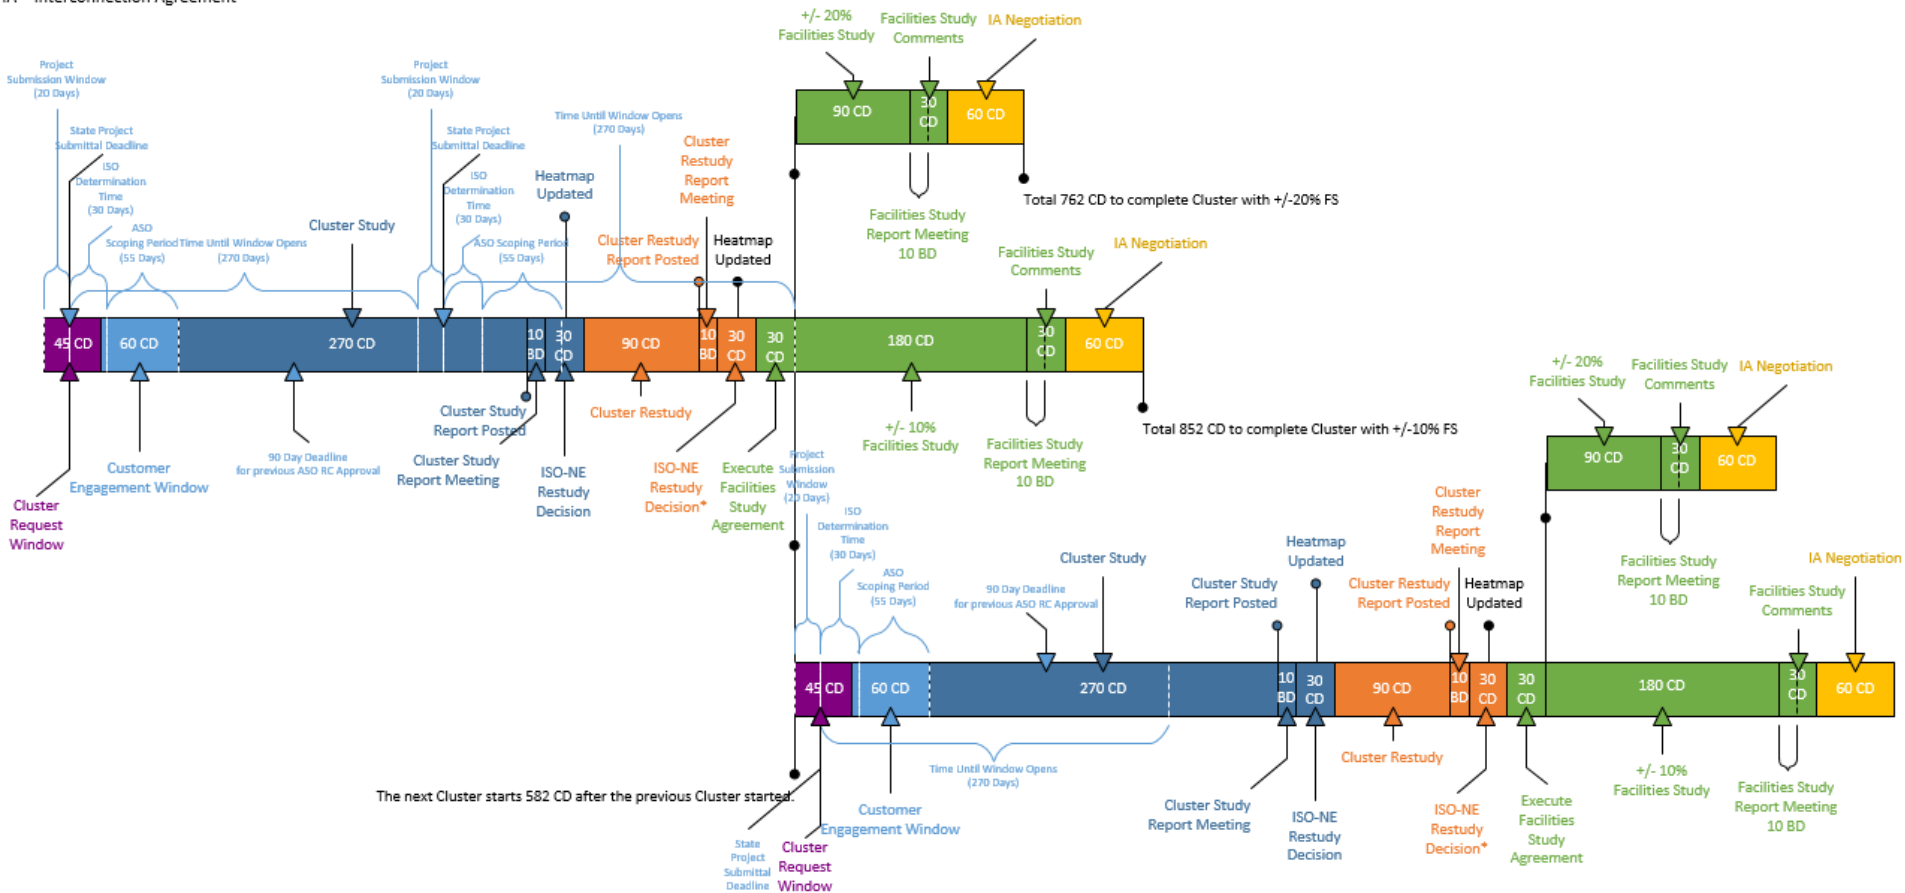 +/- 20%
Facilities Study
Facilities Study
Comments
IA Negotiation
90 CD
30
CD
60 CD
Facilities Study
Report Meeting
10 BD
Total 762 CD to complete Cluster with +/-20% FS
Project
Submission Window
(20 Days)
State Project
Submittal Deadline
ISO
Determination
Time
(30 Days)
ASO
Scoping Period
(55 Days)
Time Until Window Opens
(270 Days)
Cluster Study
Project
Submission Window
(20 Days)
State Project
Submittal Deadline
ISO
Determination
Time
(30 Days)
ASO Scoping Period
(55 Days)
Heatmap
Updated
Time Until Window Opens
(270 Days)
Cluster Restudy
Report Posted
Cluster
Restudy
Report
Meeting
Heatmap
Updated
Facilities Study
Comments
IA Negotiation
45 CD
60 CD
270 CD
10
BD
30
CD
90 CD
10
BD
30
CD
30
CD
180 CD
30
CD
60 CD
Cluster
Request
Window
Customer
Engagement Window
90 Day Deadline
for previous ASO RC Approval
Cluster Study
Report Posted
Cluster Study
Report Meeting
ISO-NE
Restudy
Decision
Cluster Restudy
ISO-NE
Restudy
Decision*
Execute
Facilities
Study
Agreement
+/- 10%
Facilities Study
Facilities Study
Report Meeting
10 BD
Total 852 CD to complete Cluster with +/-10% FS
+/- 20%
Facilities Study
Facilities Study
Comments
IA Negotiation
90 CD
30
CD
60 CD
Facilities Study
Report Meeting
10 BD
Project
Submission
Window
(20 Days)
ISO
Determination
Time
(30 Days)
ASO
Scoping Period
(55 Days)
90 Day Deadline
for previous ASO RC Approval
Cluster Study
Cluster Study
Report Posted
Heatmap
Updated
Cluster Restudy
Report Posted
Cluster
Restudy
Report
Meeting
Heatmap
Updated
Facilities Study
Comments
IA Negotiation
45 CD
60 CD
270 CD
10
BD
30
CD
90 CD
10
BD
30
CD
30
CD
180 CD
30
CD
60 CD
The next Cluster starts 582 CD after the previous Cluster started.
State
Project
Submittal
Deadline
Cluster
Request
Window
Customer
Engagement Window
Time Until Window Opens
(270 Days)
Cluster Study
Report Meeting
ISO-NE
Restudy
Decision
Cluster Restudy
ISO-NE
Restudy
Decision*
Execute
Facilities
Study
Agreement
+/- 10%
Facilities Study
Facilities Study
Report Meeting
10 BD